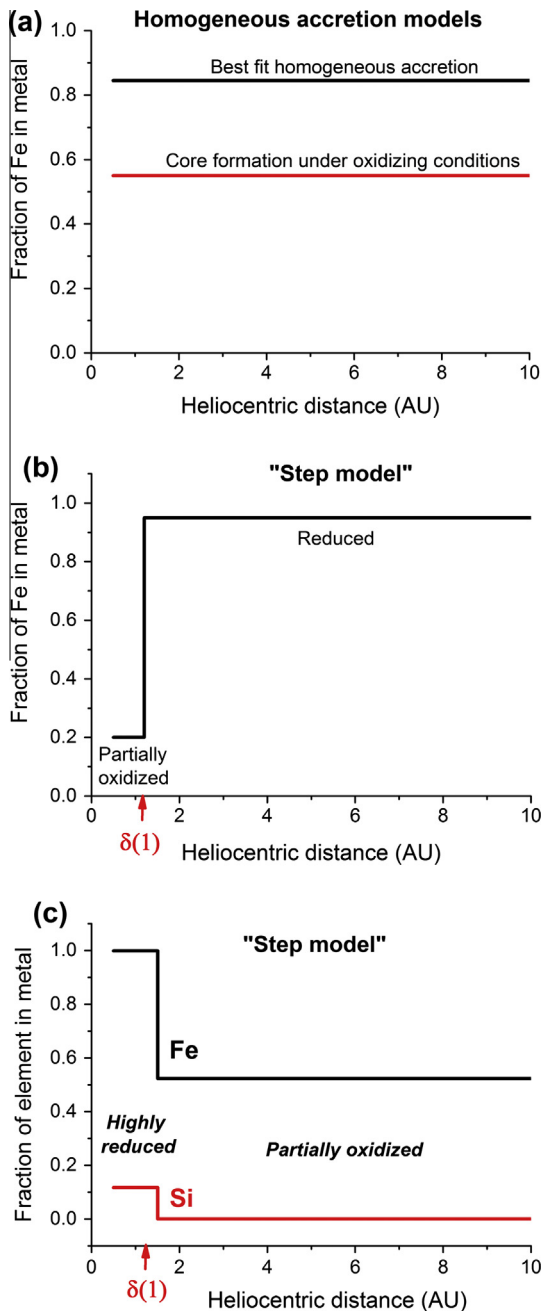 (a)
Homogeneous accretion models
1.0
Best fit homogeneous accretion
0.8
Core formation under oxidizing conditions
0.6
0.4
0.2
0.0
Fraction of Fe in metal
0 2 4 6 8 10
Heliocentric distance (AU)
(b)
"Step model"
1.0
Reduced
0.8
0.6
0.4
0.2
Partially
oxidized
0.0
Fraction of Fe in metal
0 2 4 6 8 10
δ(1)
Heliocentric distance (AU)
(c)
"Step model"
1.0
0.8
0.6
Fe
0.4
Highly
reduced
Partially oxidized
0.2
Si
0.0
Fraction of element in metal
0 2 4 6 8 10
δ(1)
Heliocentric distance (AU)